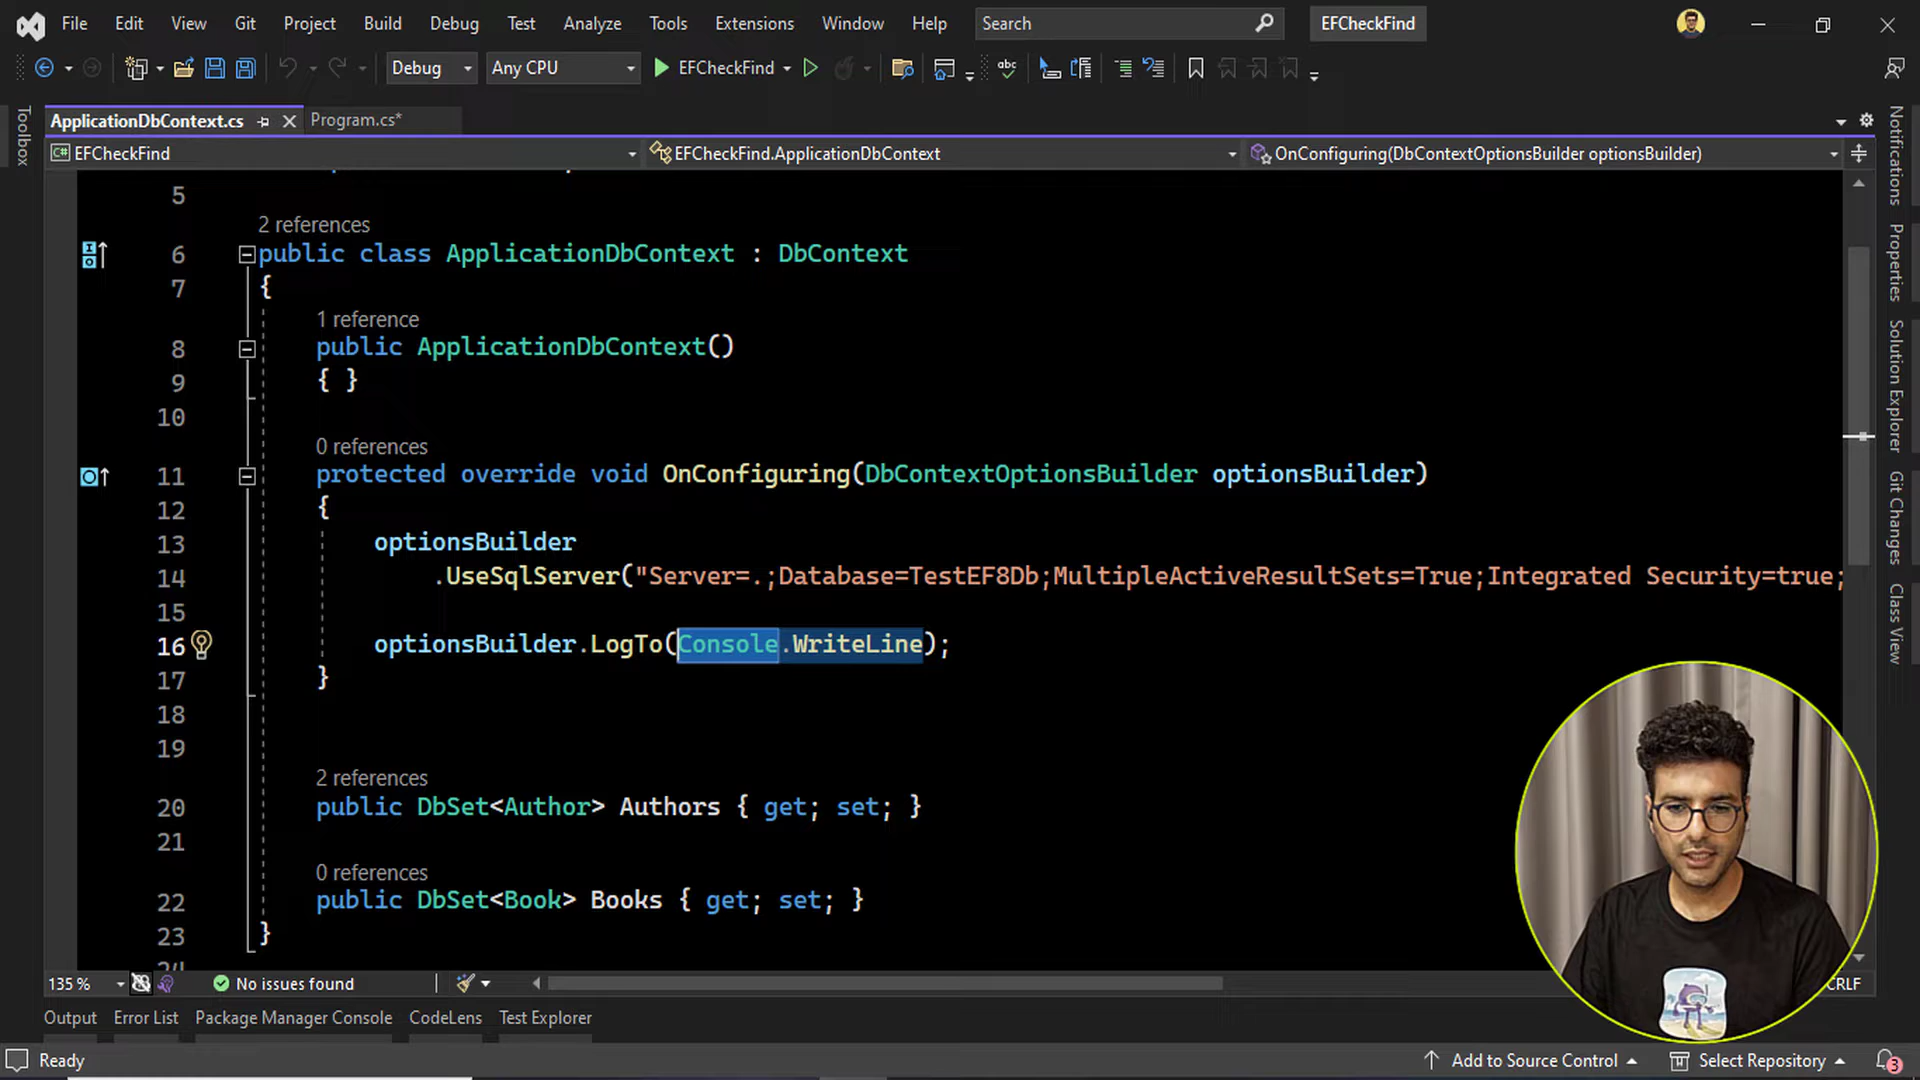 File Edit View Git Project Build Debug Test Analyze Tools Extensions Window Help Search EFCheckFind
Debug Any CPU EFCheckFind
ApplicationDbContext.cs Program.cs*
EFCheckFind EFCheckFind.ApplicationDbContext OnConfiguring(DbContextOptionsBuilder optionsBuilder)
5
2 references
6 public class ApplicationDbContext : DbContext
7 {
1 reference
8 public ApplicationDbContext()
9 { }
10
0 references
11 protected override void OnConfiguring(DbContextOptionsBuilder optionsBuilder)
12 {
13 optionsBuilder
14 .UseSqlServer("Server=.;Database=TestEF8Db;MultipleActiveResultSets=True;Integrated Security=true;
15
16 optionsBuilder.LogTo(Console.WriteLine);
17 }
18
19
2 references
20 public DbSet<Author> Authors { get; set; }
21
0 references
22 public DbSet<Book> Books { get; set; }
23 }
24
135 % No issues found CRLF
Output Error List Package Manager Console CodeLens Test Explorer
Ready Add to Source Control Select Repository 3
Toolbox
Notifications
Properties
Solution Explorer
Git Changes
Class View